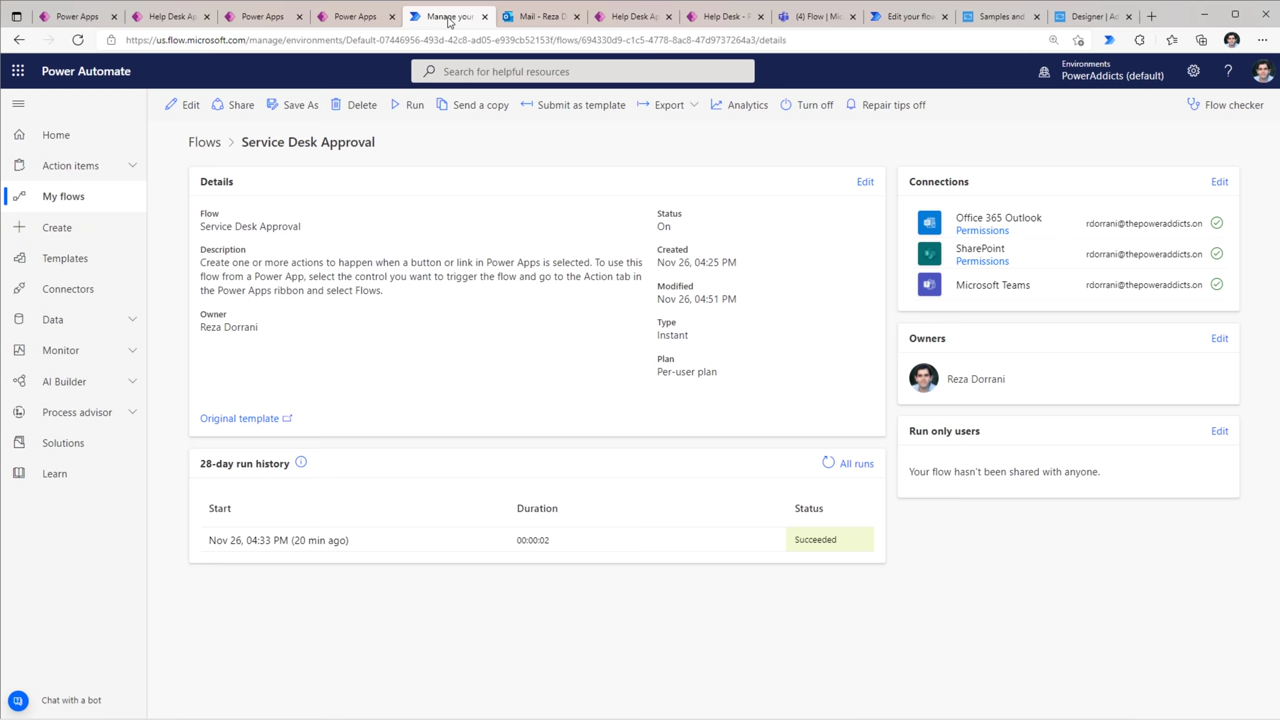 Power Apps
Help Desk Ap
Power Apps
Power Apps
Manage your
Mail - Reza D
Help Desk Ap
Help Desk - P
(4) Flow | Mic
Edit your flow
Samples and
Designer | Ad
https://us.flow.microsoft.com/manage/environments/Default-07446956-493d-42c8-ad05-e939cb52153f/flows/694330d9-c1c5-4778-8ac8-47d9737264a3/details
Power Automate
Search for helpful resources
Environments
PowerAddicts (default)
Edit
Share
Save As
Delete
Run
Send a copy
Submit as template
Export
Analytics
Turn off
Repair tips off
Flow checker
Home
Action items
My flows
Create
Templates
Connectors
Data
Monitor
AI Builder
Process advisor
Solutions
Learn
Chat with a bot
Flows > Service Desk Approval
Details
Edit
Flow
Service Desk Approval
Description
Create one or more actions to happen when a button or link in Power Apps is selected. To use this
flow from a Power App, select the control you want to trigger the flow and go to the Action tab in
the Power Apps ribbon and select Flows.
Owner
Reza Dorrani
Status
On
Created
Nov 26, 04:25 PM
Modified
Nov 26, 04:51 PM
Type
Instant
Plan
Per-user plan
Original template
28-day run history
All runs
Start
Duration
Status
Nov 26, 04:33 PM (20 min ago)
00:00:02
Succeeded
Connections
Edit
Office 365 Outlook
Permissions
rdorrani@thepoweraddicts.on
SharePoint
Permissions
rdorrani@thepoweraddicts.on
Microsoft Teams
rdorrani@thepoweraddicts.on
Owners
Edit
Reza Dorrani
Run only users
Edit
Your flow hasn't been shared with anyone.